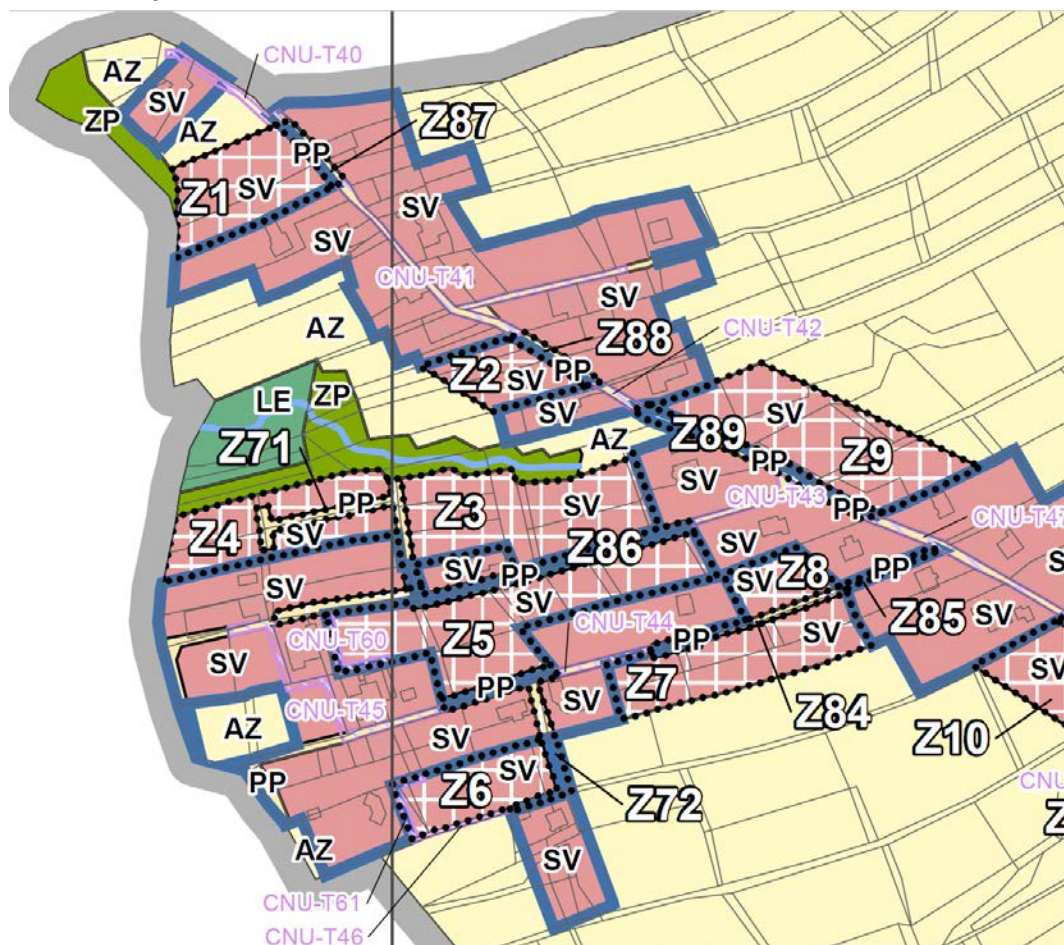 CNU-T40
AZ
SV
ZP
AZ
Z87
PP
Z1
SV
SV
SV
CNU-T41
SV
AZ
Z88
CNU-T42
PP
Z2
SV
SV
LE
ZP
AZ
Z89
SV
Z9
Z71
PP
SV
PP
Z3
SV
CNU-T43
PP
CNU-T47
Z4
SV
Z86
SV
SV
PP
SV
Z8
PP
S
SV
SV
Z5
CNU-T44
SV
Z85
SV
CNU-T60
PP
SV
SV
PP
Z7
SV
CNU-T45
AZ
SV
Z84
Z10
PP
SV
Z6
CNU
Z
Z72
AZ
SV
CNU-T61
CNU-T46